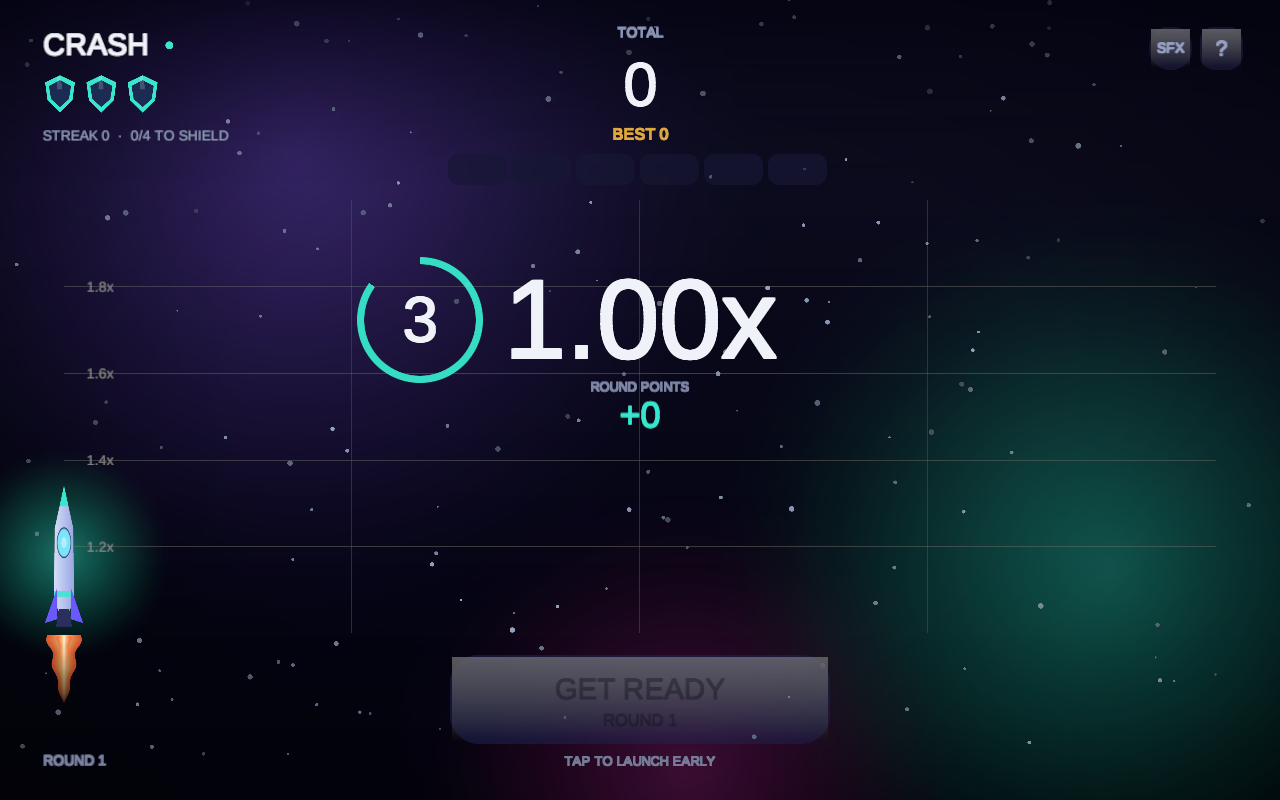 CRASH
STREAK 0 · 0/4 TO SHIELD
TOTAL
0
BEST 0
SFX
?
1.8x
1.6x
1.4x
1.2x
3
1.00x
ROUND POINTS
+0
GET READY
ROUND 1
ROUND 1
TAP TO LAUNCH EARLY